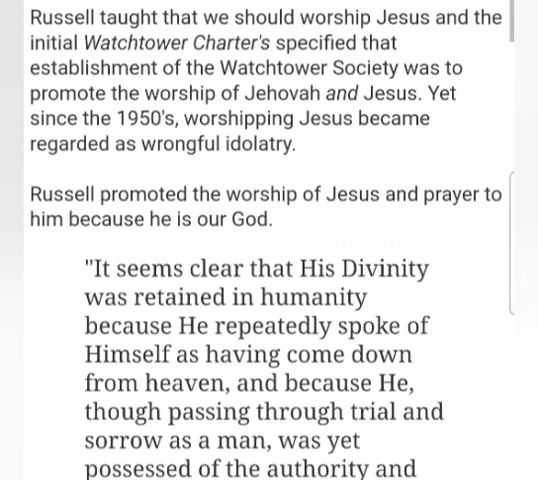 Russell taught that we should worship Jesus and the
initial Watchtower Charter's specified that
establishment of the Watchtower Society was to
promote the worship of Jehovah and Jesus. Yet
since the 1950's, worshipping Jesus became
regarded as wrongful idolatry.
Russell promoted the worship of Jesus and prayer to
him because he is our God.
"It seems clear that His Divinity
was retained in humanity
because He repeatedly spoke of
Himself as having come down
from heaven, and because He,
though passing through trial and
sorrow as a man, was yet
possessed of the authority and